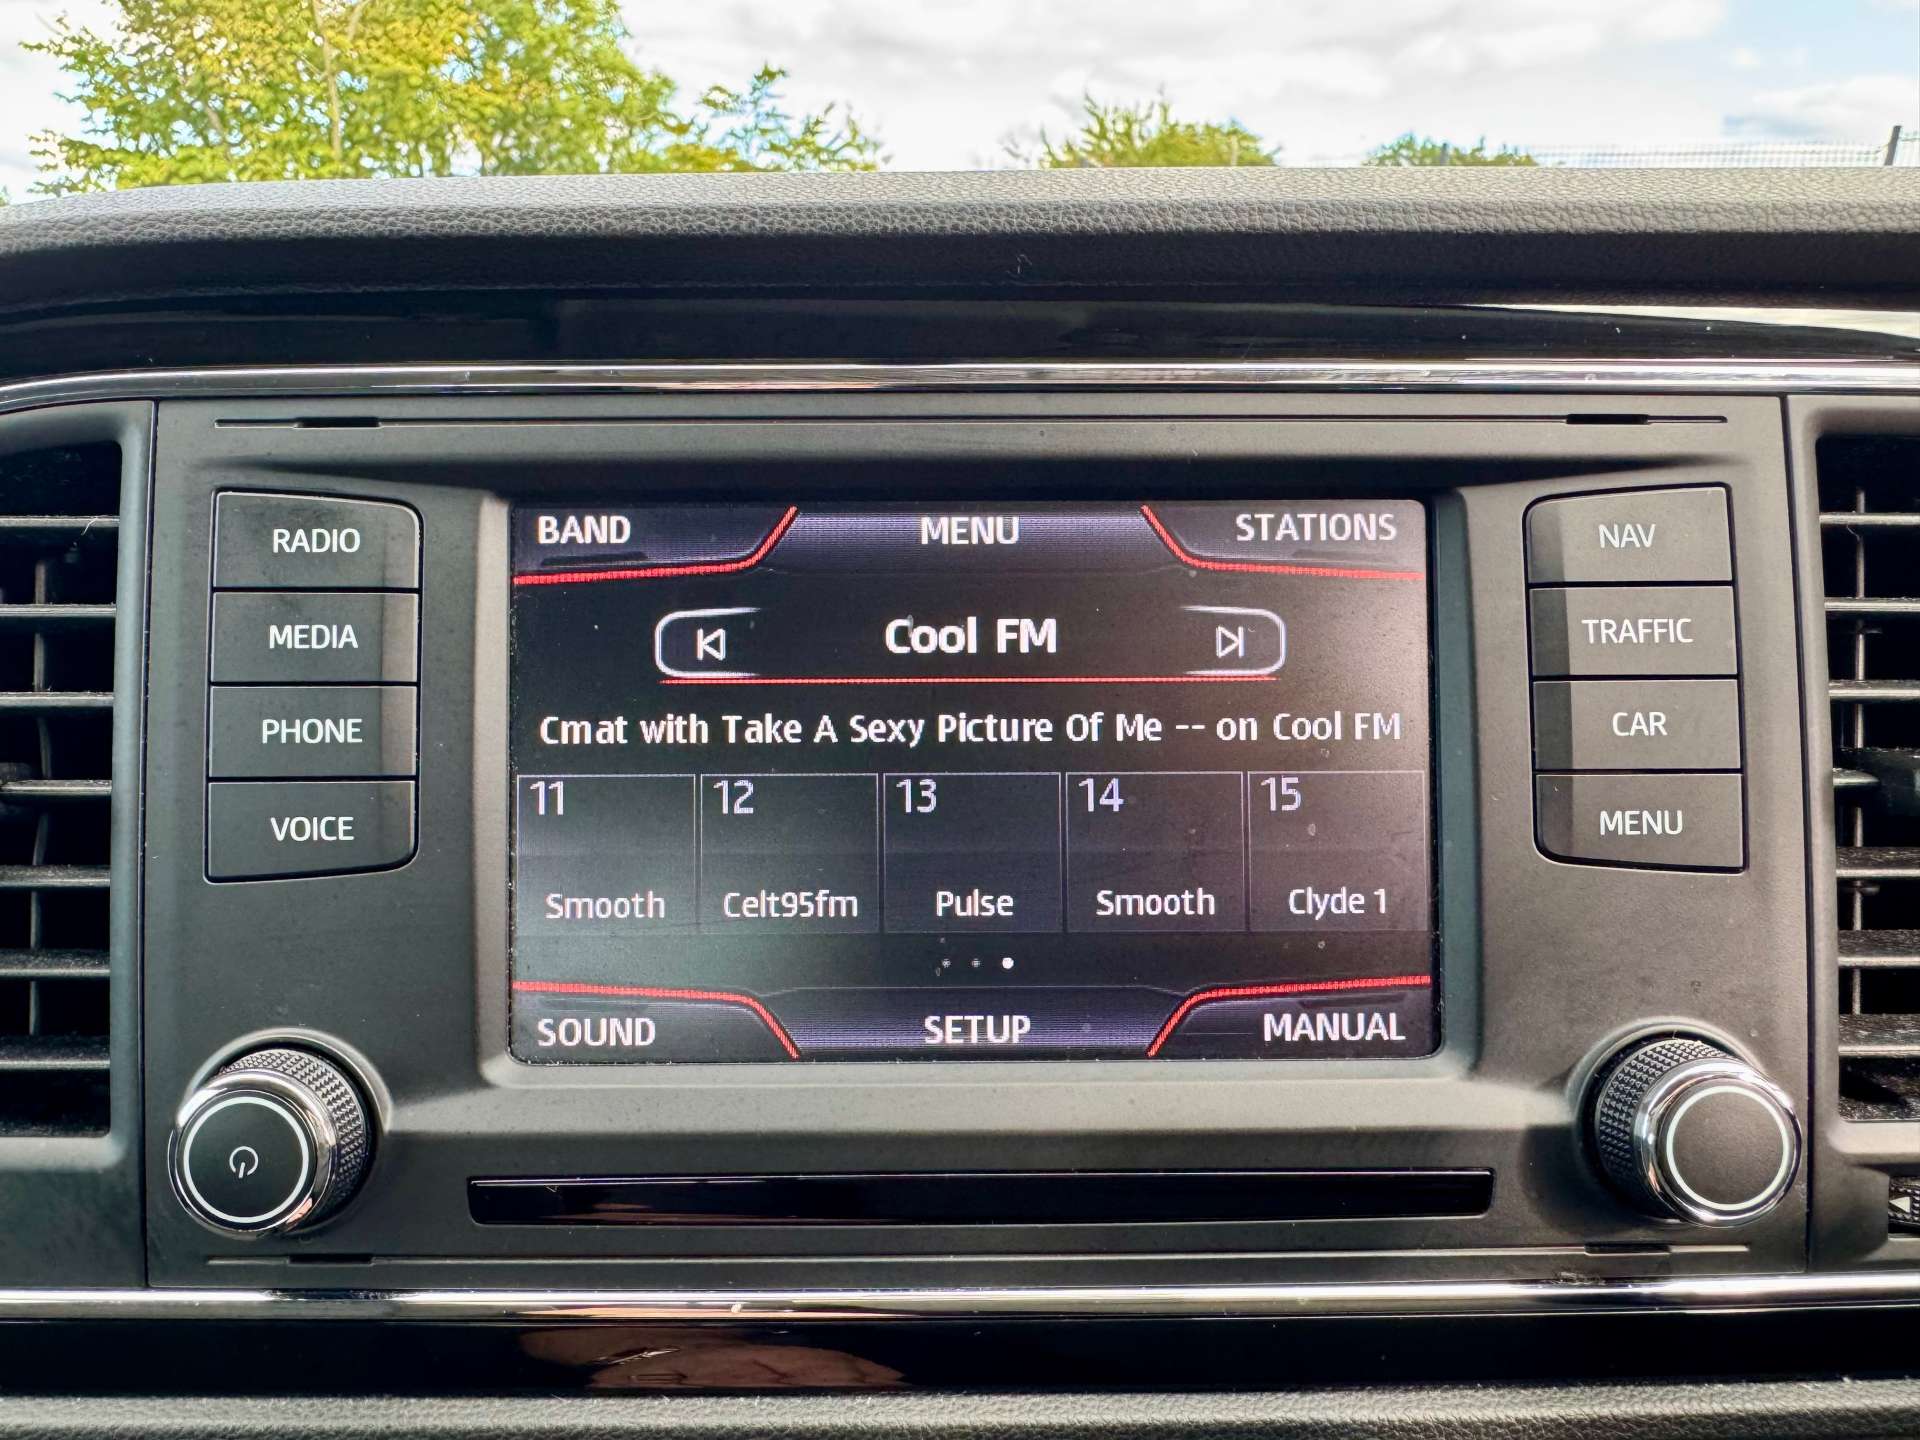 RADIO
MEDIA
PHONE
VOICE
BAND
MENU
STATIONS
Cool FM
Cmat with Take A Sexy Picture Of Me -- on Cool FM
11
12
13
14
15
Smooth
Celt95fm
Pulse
Smooth
Clyde 1
SOUND
SETUP
MANUAL
NAV
TRAFFIC
CAR
MENU